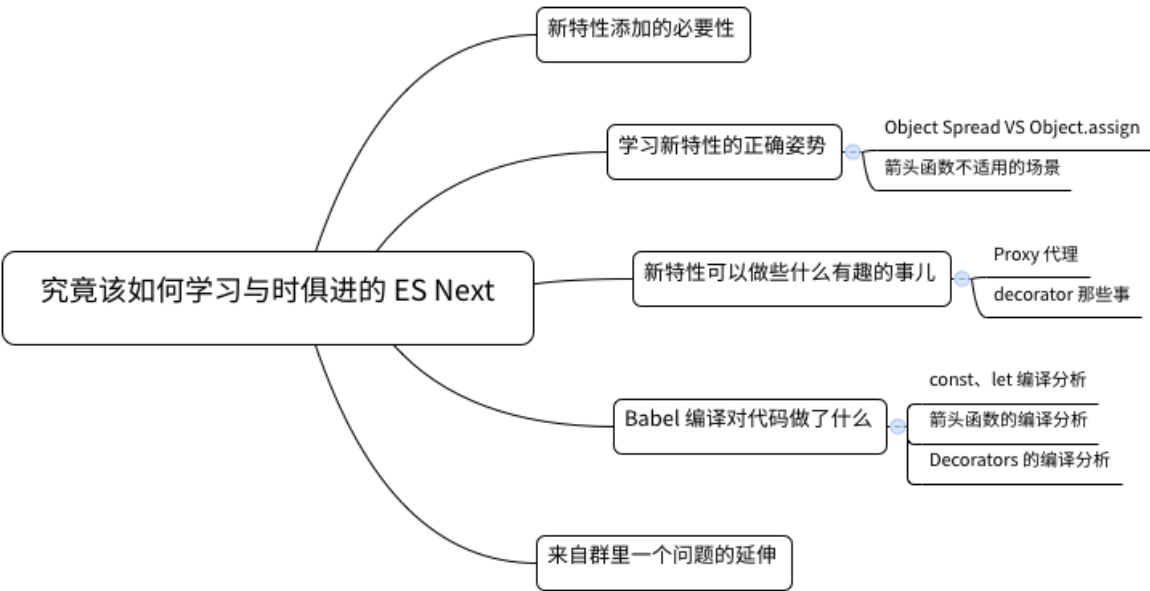 新特性添加的必要性
学习新特性的正确姿势
Object Spread VS Object.assign
箭头函数不适用的场景
究竟该如何学习与时俱进的 ES Next
新特性可以做些什么有趣的事儿
Proxy 代理
decorator 那些事
Babel 编译对代码做了什么
const、let 编译分析
箭头函数的编译分析
Decorators 的编译分析
来自群里一个问题的延伸